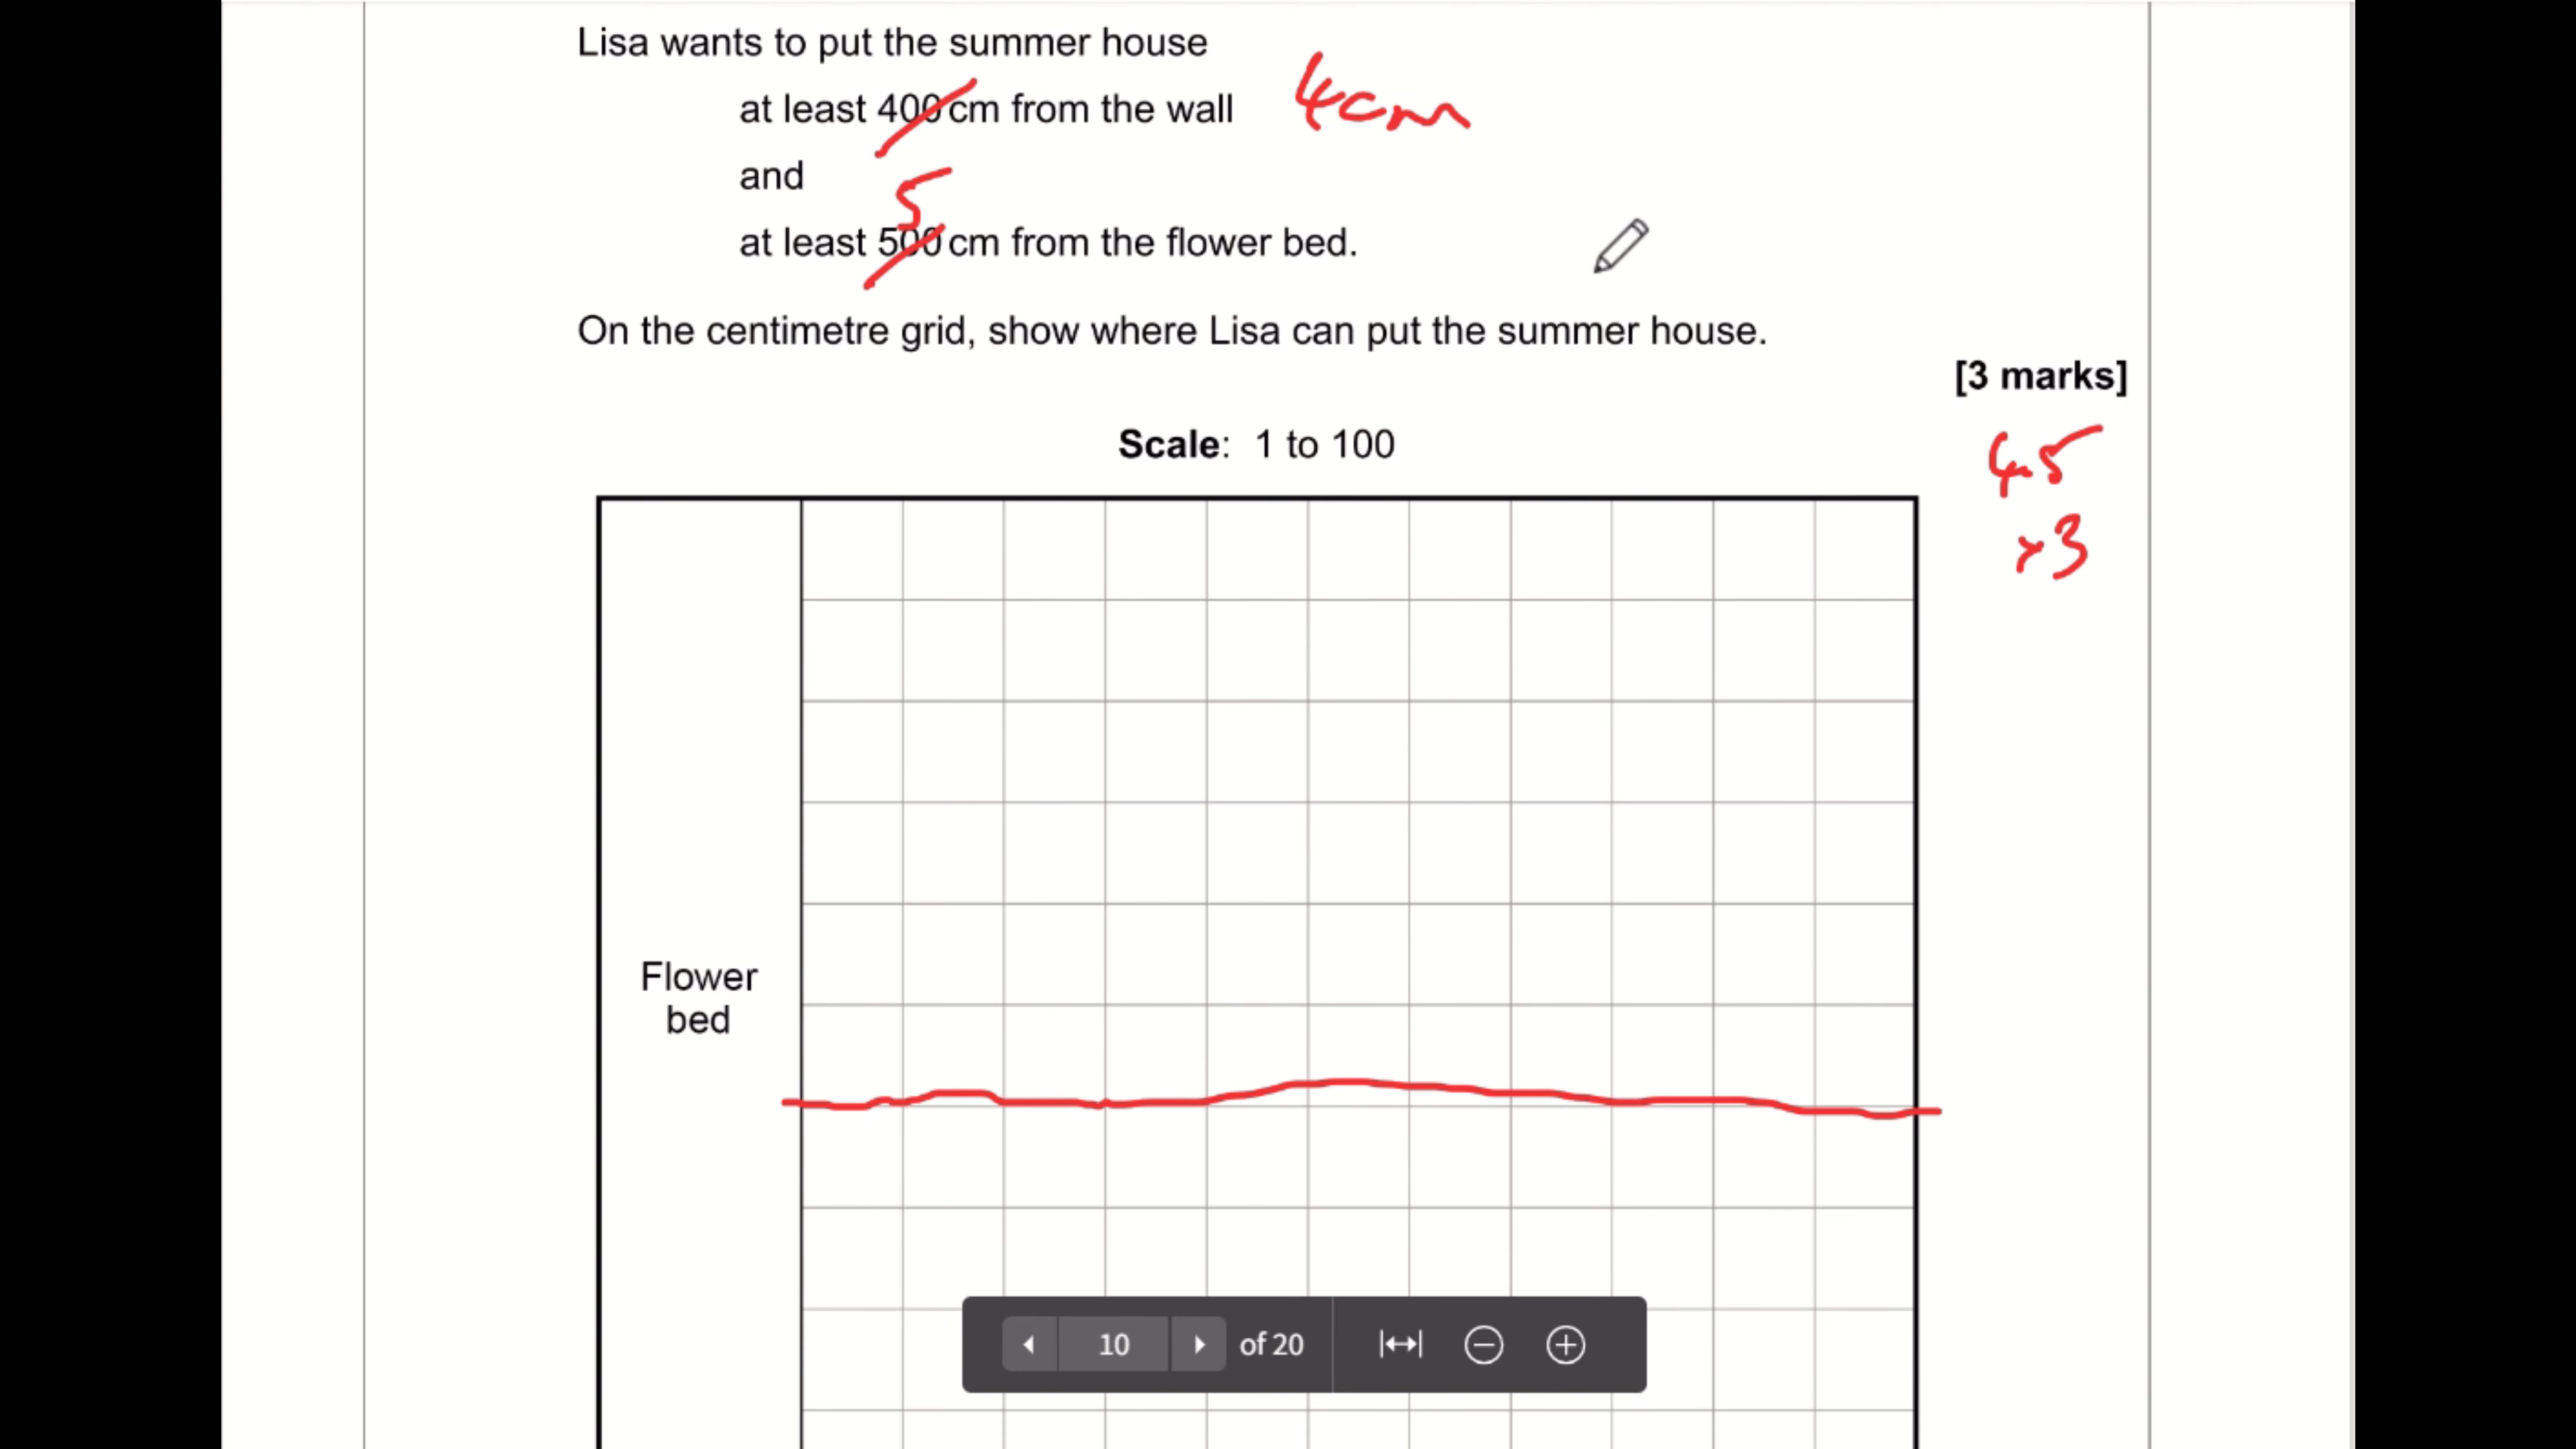 Lisa wants to put the summer house
at least 400 cm from the wall 4cm
and
5
at least 500 cm from the flower bed.
On the centimetre grid, show where Lisa can put the summer house.
[3 marks]
Scale: 1 to 100
4.5
×3
Flower
bed
10 of 20